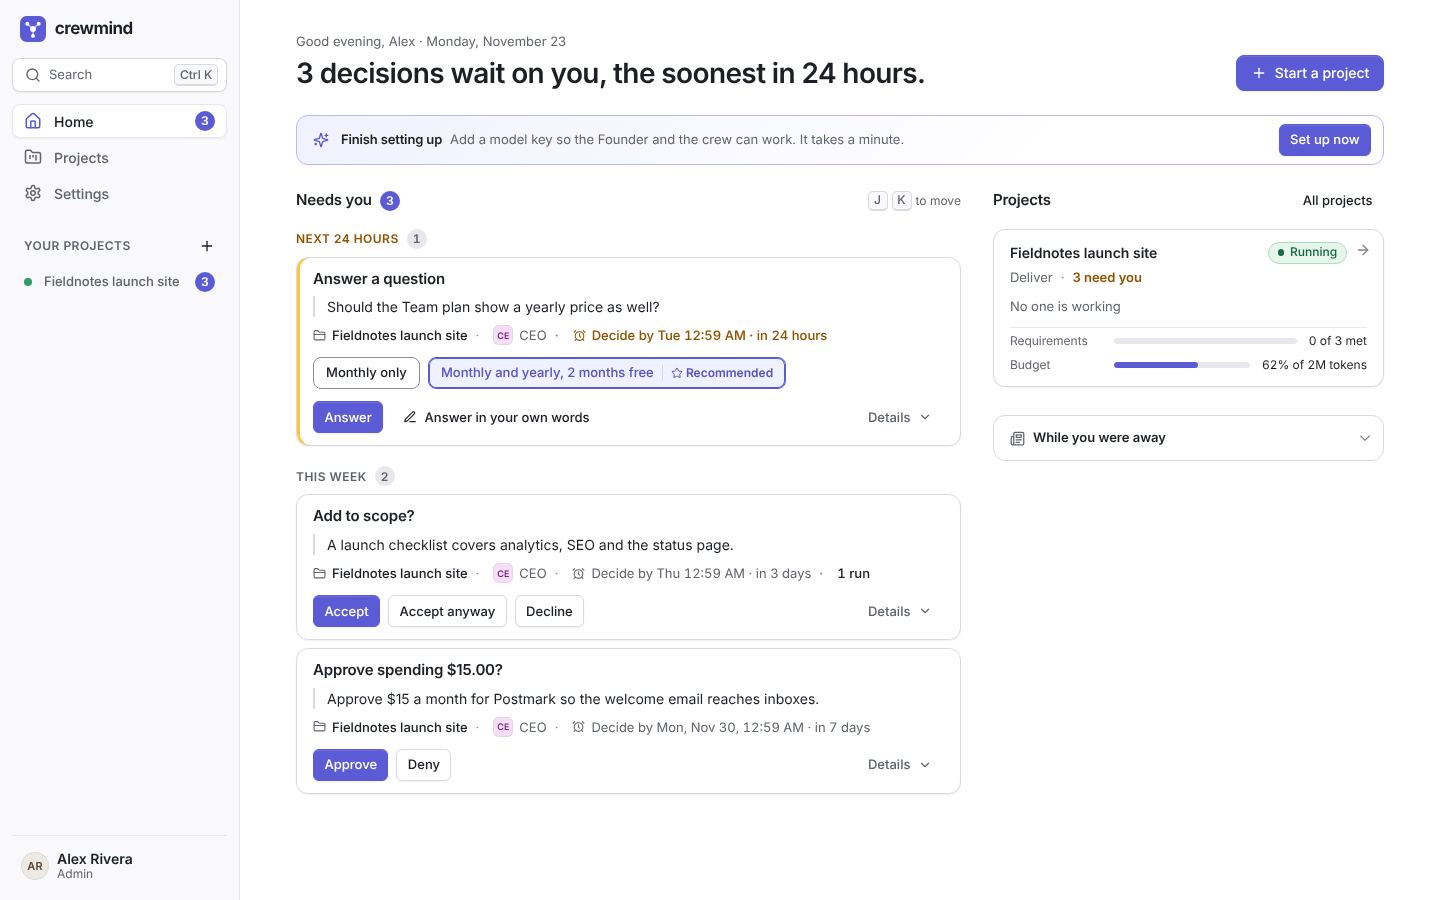 crewmind
Search Ctrl K
Home 3
Projects
Settings
YOUR PROJECTS
Fieldnotes launch site 3
AR
Alex Rivera
Admin
Good evening, Alex · Monday, November 23
3 decisions wait on you, the soonest in 24 hours.
Start a project
Finish setting up Add a model key so the Founder and the crew can work. It takes a minute.
Set up now
Needs you 3
J K to move
NEXT 24 HOURS 1
Answer a question
Should the Team plan show a yearly price as well?
Fieldnotes launch site · CE CEO · Decide by Tue 12:59 AM · in 24 hours
Monthly only
Monthly and yearly, 2 months free Recommended
Answer
Answer in your own words
Details
THIS WEEK 2
Add to scope?
A launch checklist covers analytics, SEO and the status page.
Fieldnotes launch site · CE CEO · Decide by Thu 12:59 AM · in 3 days · 1 run
Accept
Accept anyway
Decline
Details
Approve spending $15.00?
Approve $15 a month for Postmark so the welcome email reaches inboxes.
Fieldnotes launch site · CE CEO · Decide by Mon, Nov 30, 12:59 AM · in 7 days
Approve
Deny
Details
Projects
All projects
Fieldnotes launch site
Running
Deliver · 3 need you
No one is working
Requirements 0 of 3 met
Budget 62% of 2M tokens
While you were away